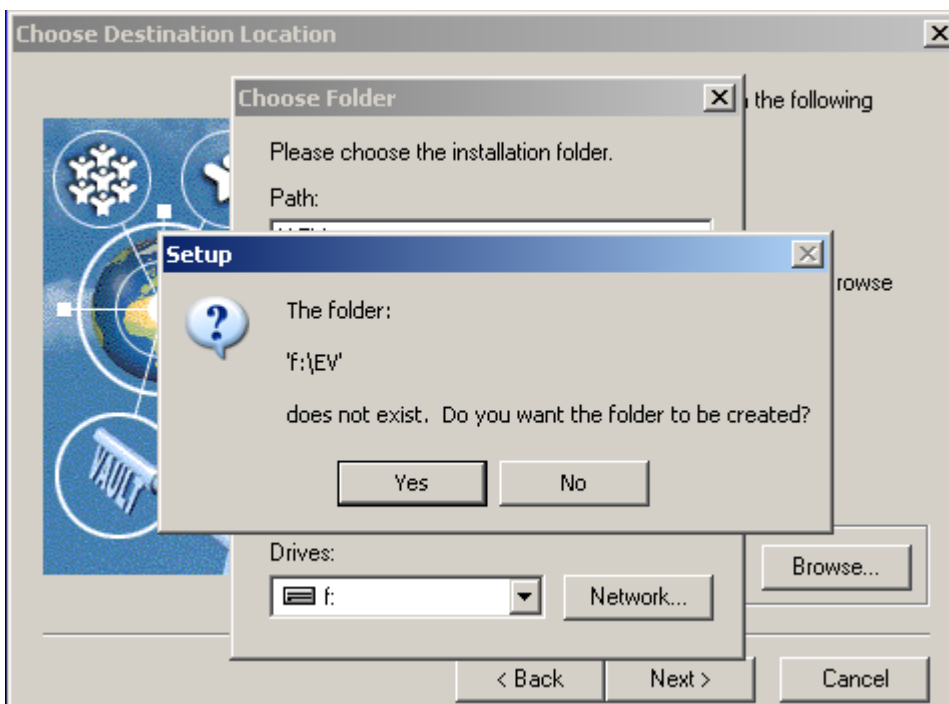 Choose Destination Location
Choose Folder
the following
Please choose the installation folder.
Path:
Setup
rowse
The folder:
'f:\EV'
does not exist.  Do you want the folder to be created?
Yes
No
VAULT
Drives:
f:
Network...
Browse...
< Back
Next >
Cancel